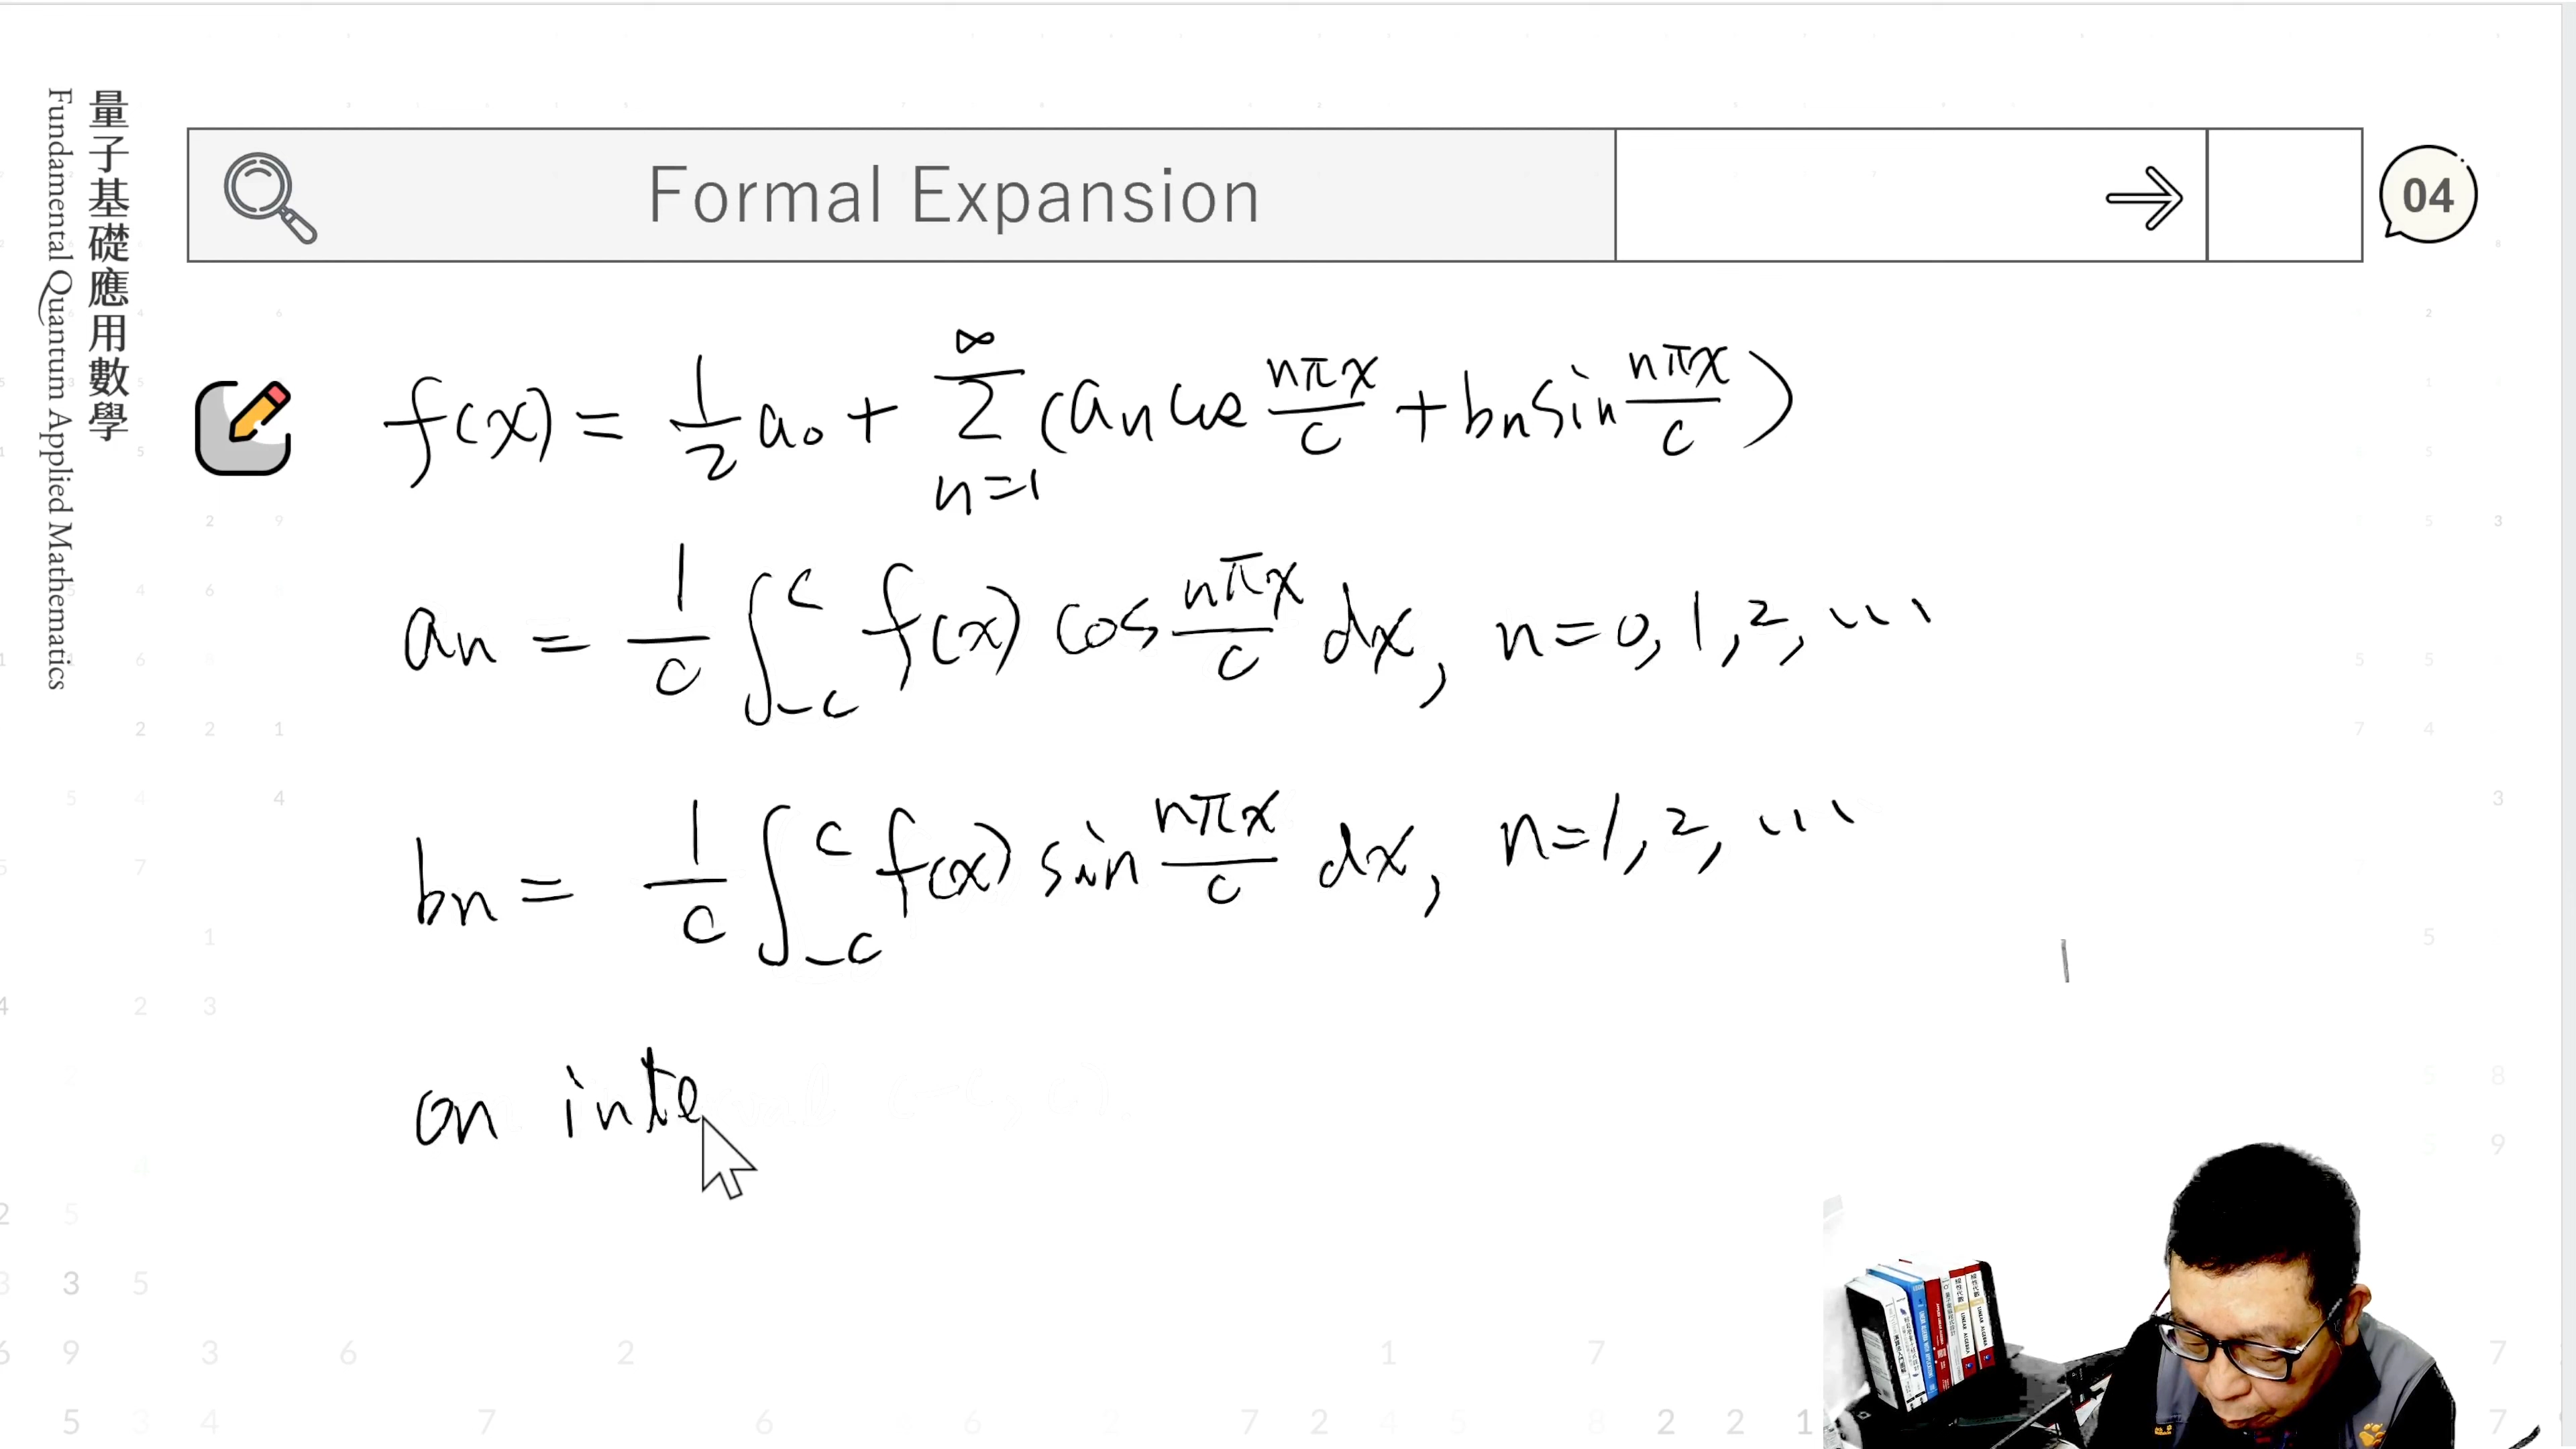 量子基礎應用數學
Fundamental Quantum Applied Mathematics
Formal Expansion
04
f(x) = 1/2 a₀ + ∑_{n=1}^{∞} (an cos nπx/c + bn sin nπx/c)
an = 1/c ∫_{-c}^{c} f(x) cos nπx/c dx, n=0,1,2,...
bn = 1/c ∫_{-c}^{c} f(x) sin nπx/c dx, n=1,2,...
on inte